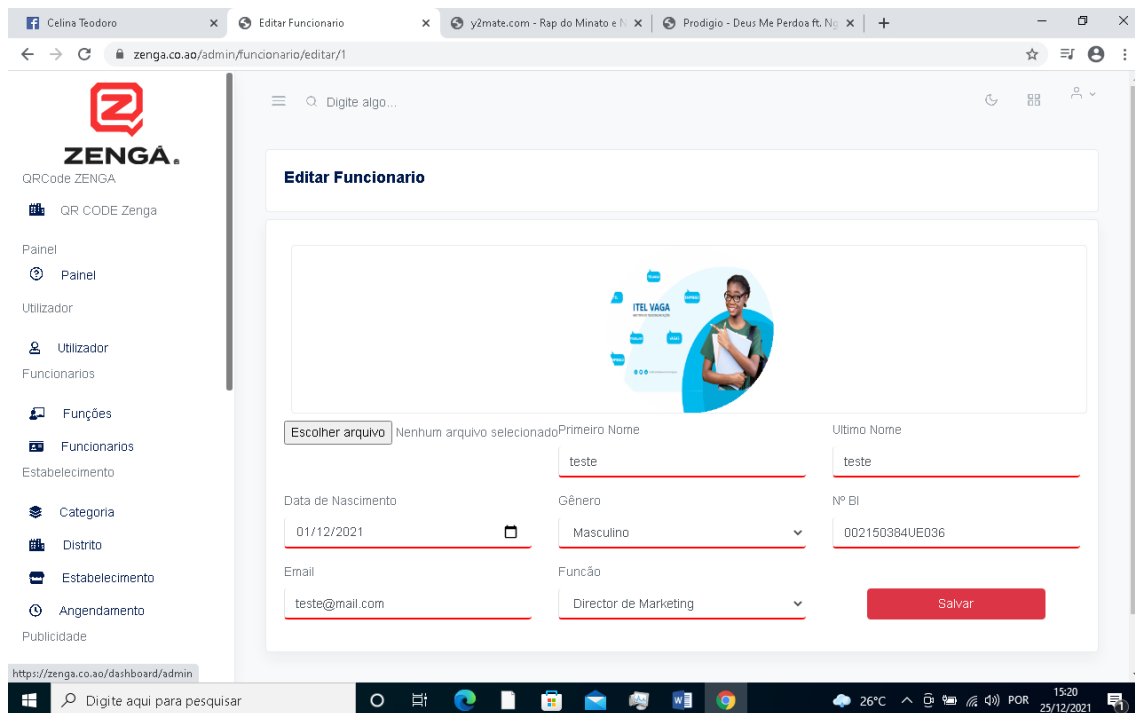 Celina Teodoro
Editar Funcionario
y2mate.com - Rap do Minato e N
Prodigio - Deus Me Perdoa ft. Ng
zenga.co.ao/admin/funcionario/editar/1
ZENGÁ.
QRCode ZENGA
QR CODE Zenga
Painel
Painel
Utilizador
Utilizador
Funcionarios
Funções
Funcionarios
Estabelecimento
Categoria
Distrito
Estabelecimento
Angendamento
Publicidade
https://zenga.co.ao/dashboard/admin
Digite algo...
Editar Funcionario
ITEL VAGA
Escolher arquivo Nenhum arquivo selecionado
Primeiro Nome
Ultimo Nome
teste
teste
Data de Nascimento
Gênero
Nº BI
01/12/2021
Masculino
002150384UE036
Email
Funcão
teste@mail.com
Director de Marketing
Salvar
Digite aqui para pesquisar
26°C
POR
15:20
25/12/2021